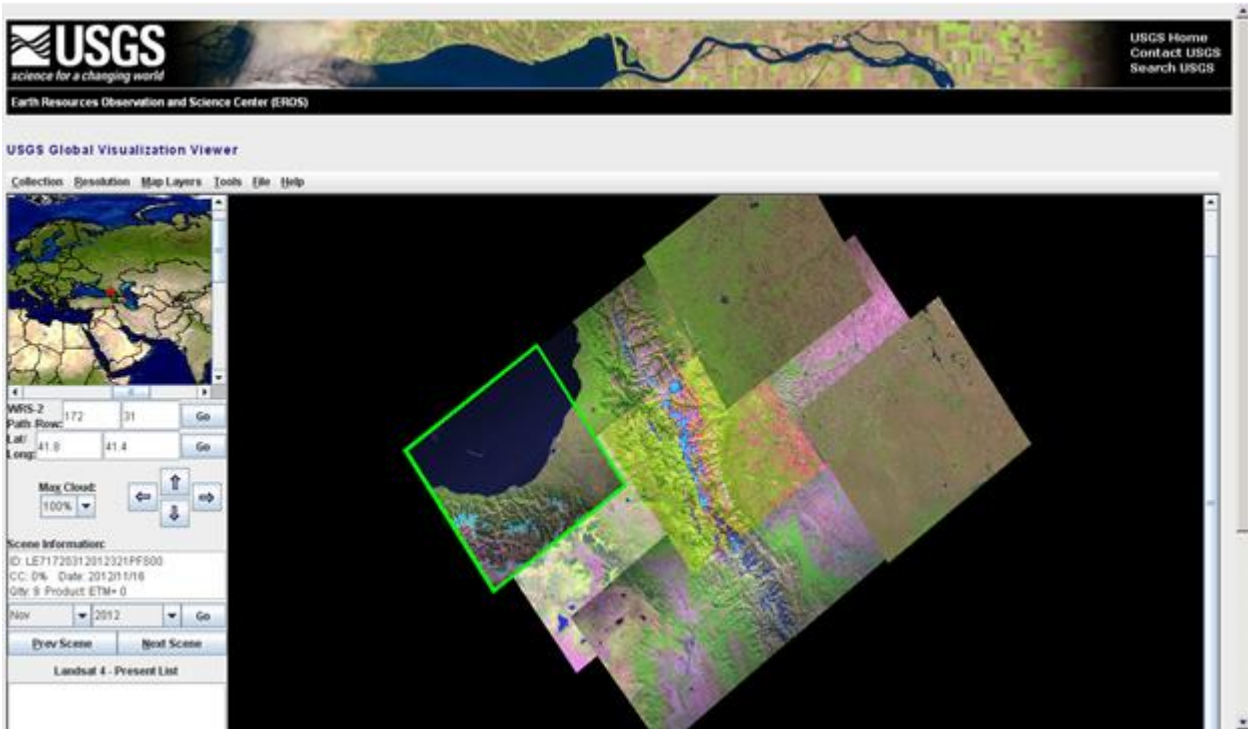 USGS
science for a changing world
USGS Home
Contact USGS
Search USGS
Earth Resources Observation and Science Center (EROS)
USGS Global Visualization Viewer
Collection Resolution Map Layers Tools File Help
WRS-2
Path/Row: 172 31 Go
Lat/
Long: 41.8 41.4 Go
Max Cloud:
100%
Scene Information:
ID: LE71720312012321PFS00
CC: 0% Date: 2012/11/16
Qlty: 9 Product: ETM+ 0
Nov 2012 Go
Prev Scene Next Scene
Landsat 4 - Present List